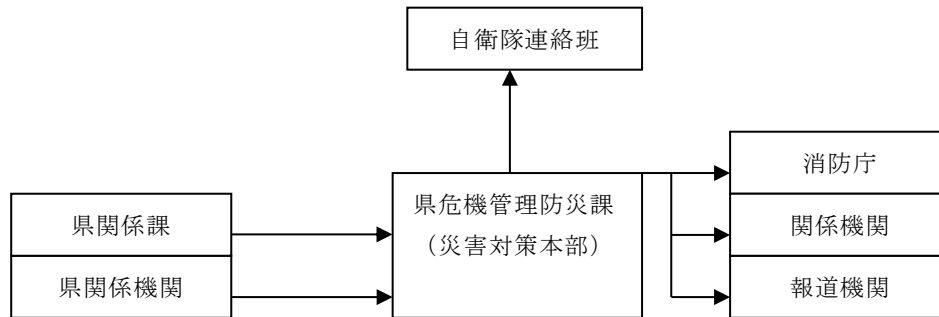 自衛隊連絡班
消防庁
県危機管理防災課
県関係課
関係機関
（災害対策本部）
県関係機関
報道機関